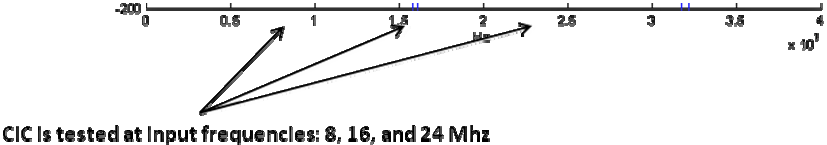 -200
0 0.5 1 1.5 2 2.5 3 3.5 4
Hz
x 10^7
CIC is tested at Input frequencies: 8, 16, and 24 Mhz